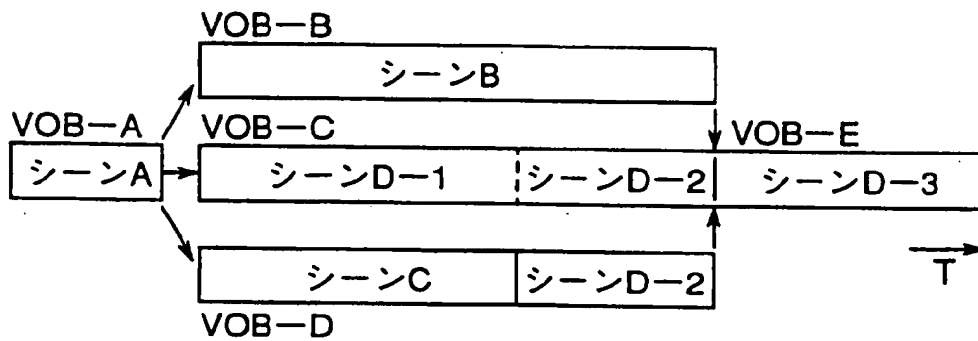 VOB—B
シーンB
VOB—A
シーンA
VOB—C
シーンD—1
シーンD—2
VOB—E
シーンD—3
シーンC
シーンD—2
VOB—D
T